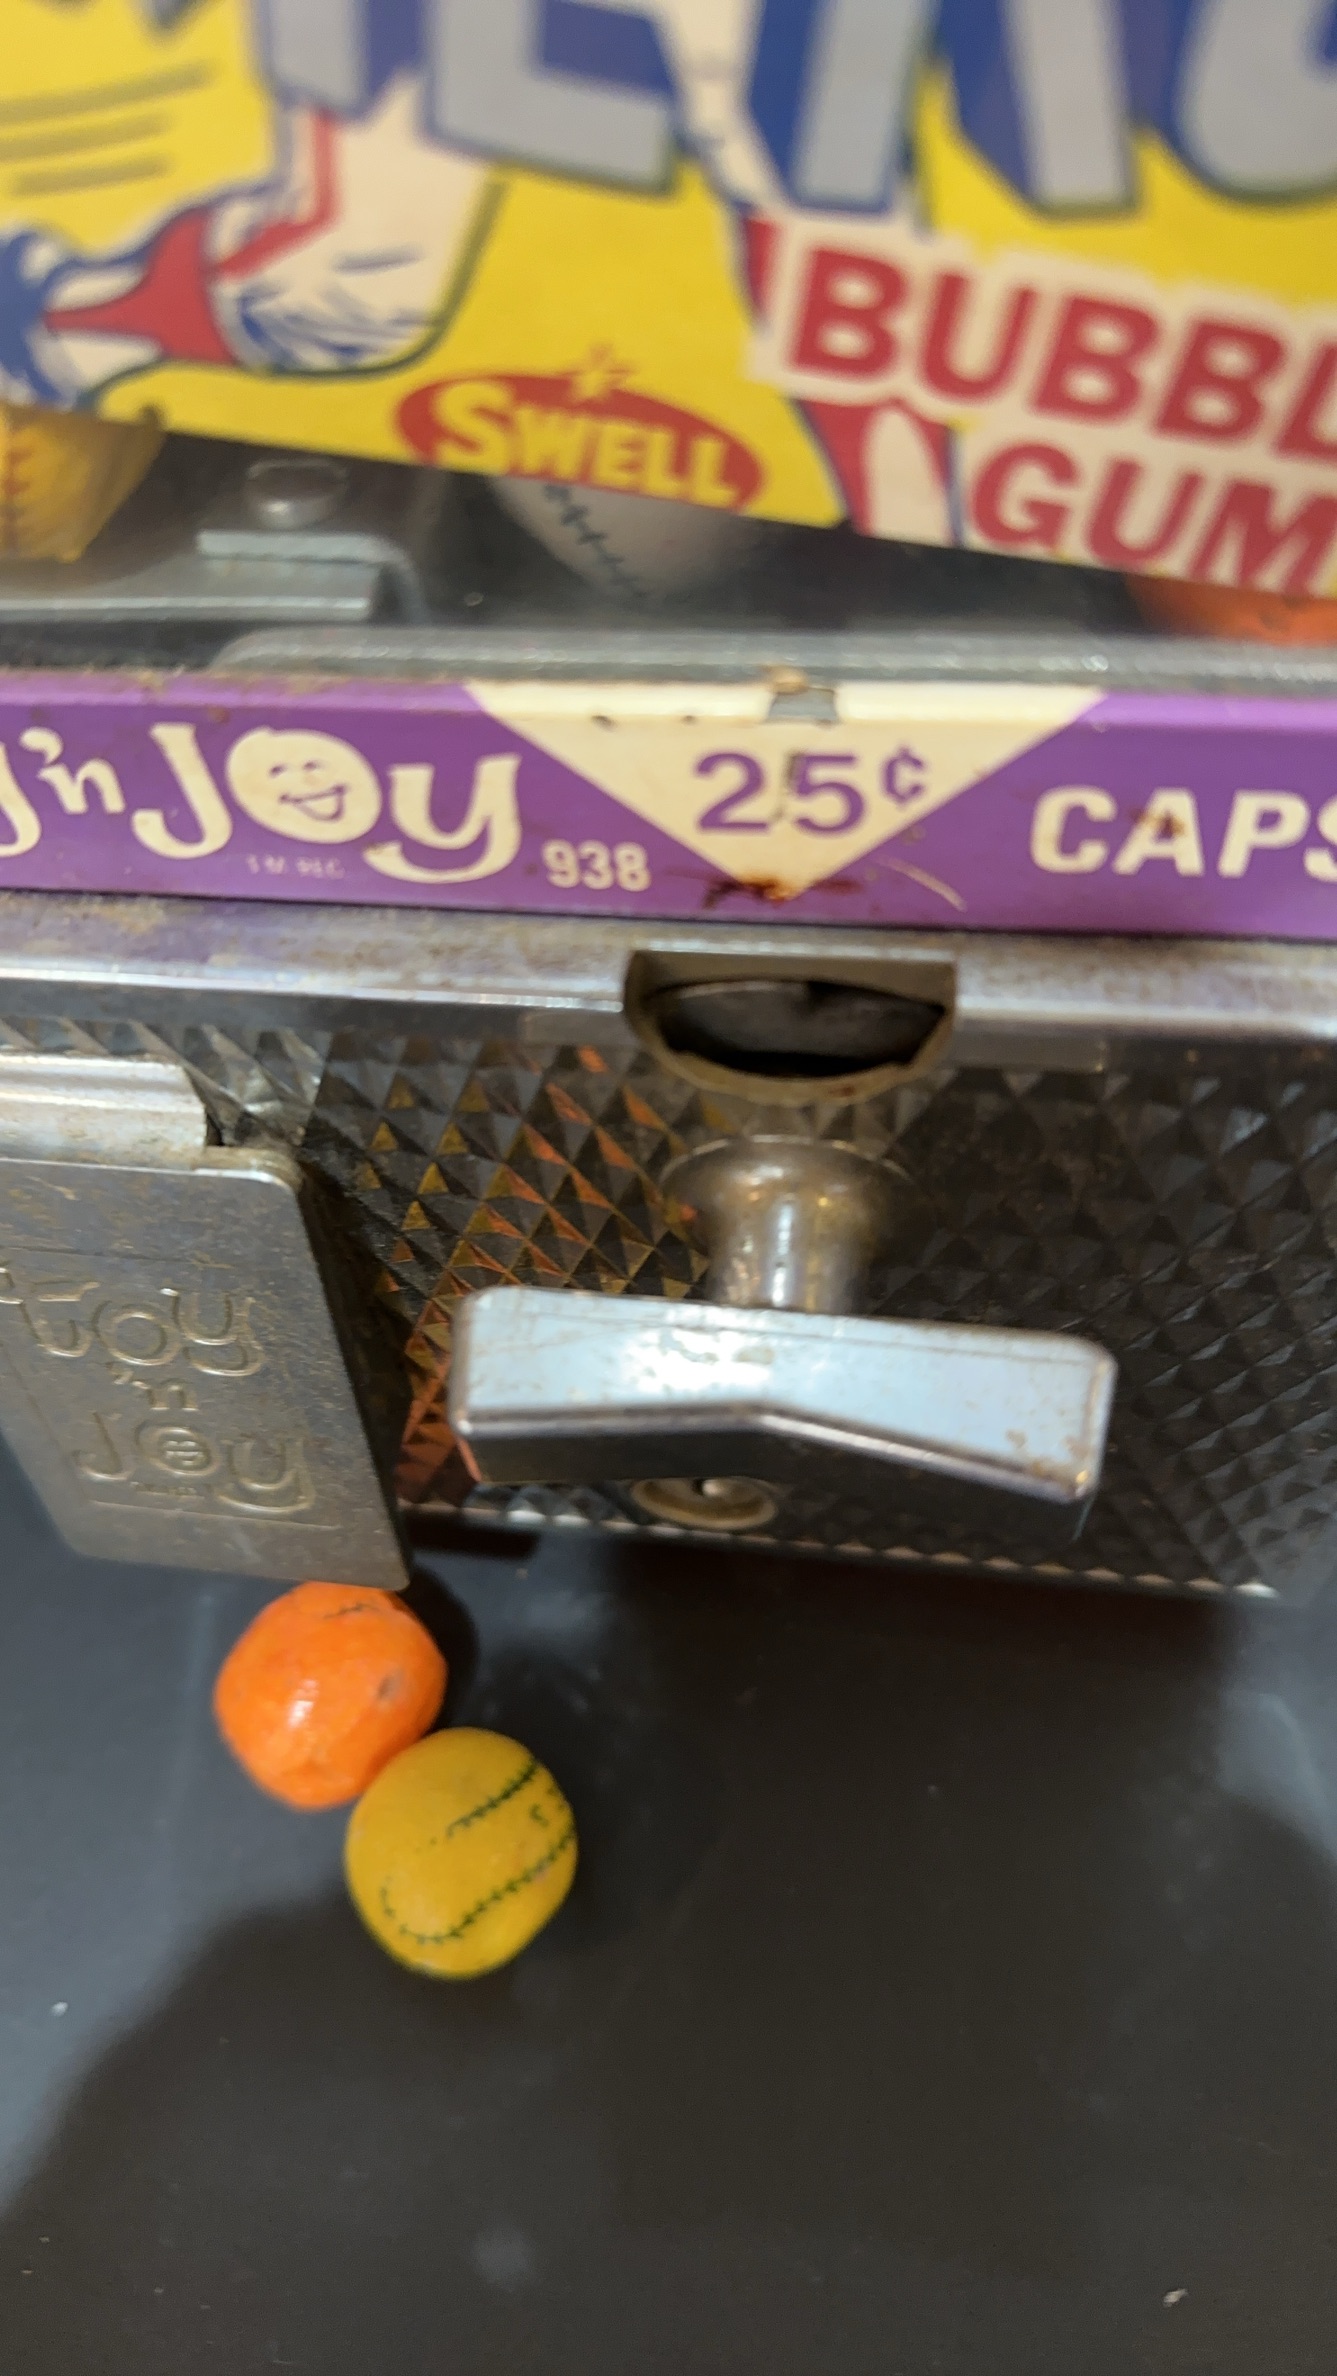 BUBBL
GUM
SWELL
y'n Joy 938
25¢
CAPS
toy
'n
Joy